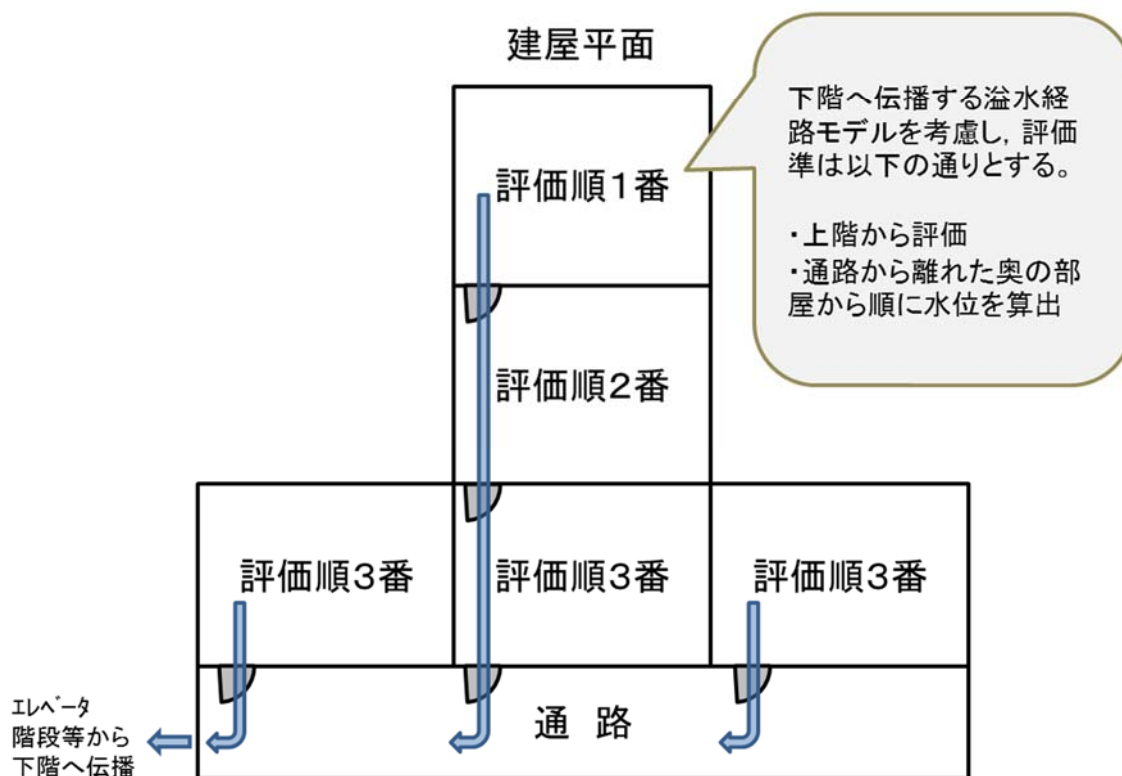 建屋平面
下階へ伝播する溢水経
路モデルを考慮し, 評価
準は以下の通りとする。
・上階から評価
・通路から離れた奥の部
屋から順に水位を算出
評価順1番
評価順2番
評価順3番
評価順3番
評価順3番
通 路
ｴﾚﾍﾞｰﾀ
階段等から
下階へ伝播